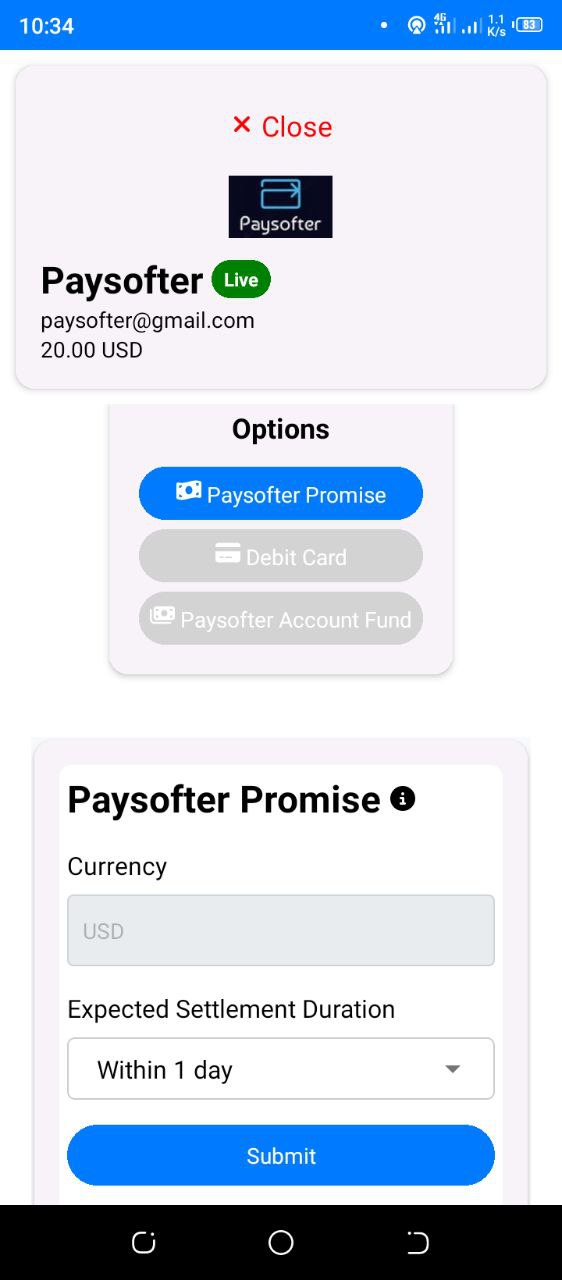 10:34
4G
1.1
K/s
83
× Close
Paysofter
Paysofter Live
paysofter@gmail.com
20.00 USD
Options
Paysofter Promise
Debit Card
Paysofter Account Fund
Paysofter Promise
Currency
USD
Expected Settlement Duration
Within 1 day
Submit